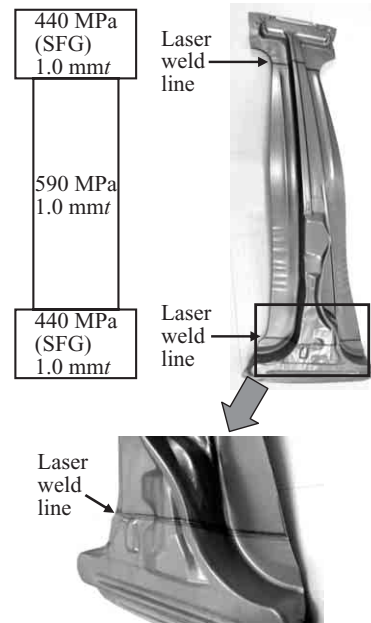 440 MPa
(SFG)
1.0 mmt
590 MPa
1.0 mmt
440 MPa
(SFG)
1.0 mmt
Laser
weld
line
Laser
weld
line
Laser
weld
line